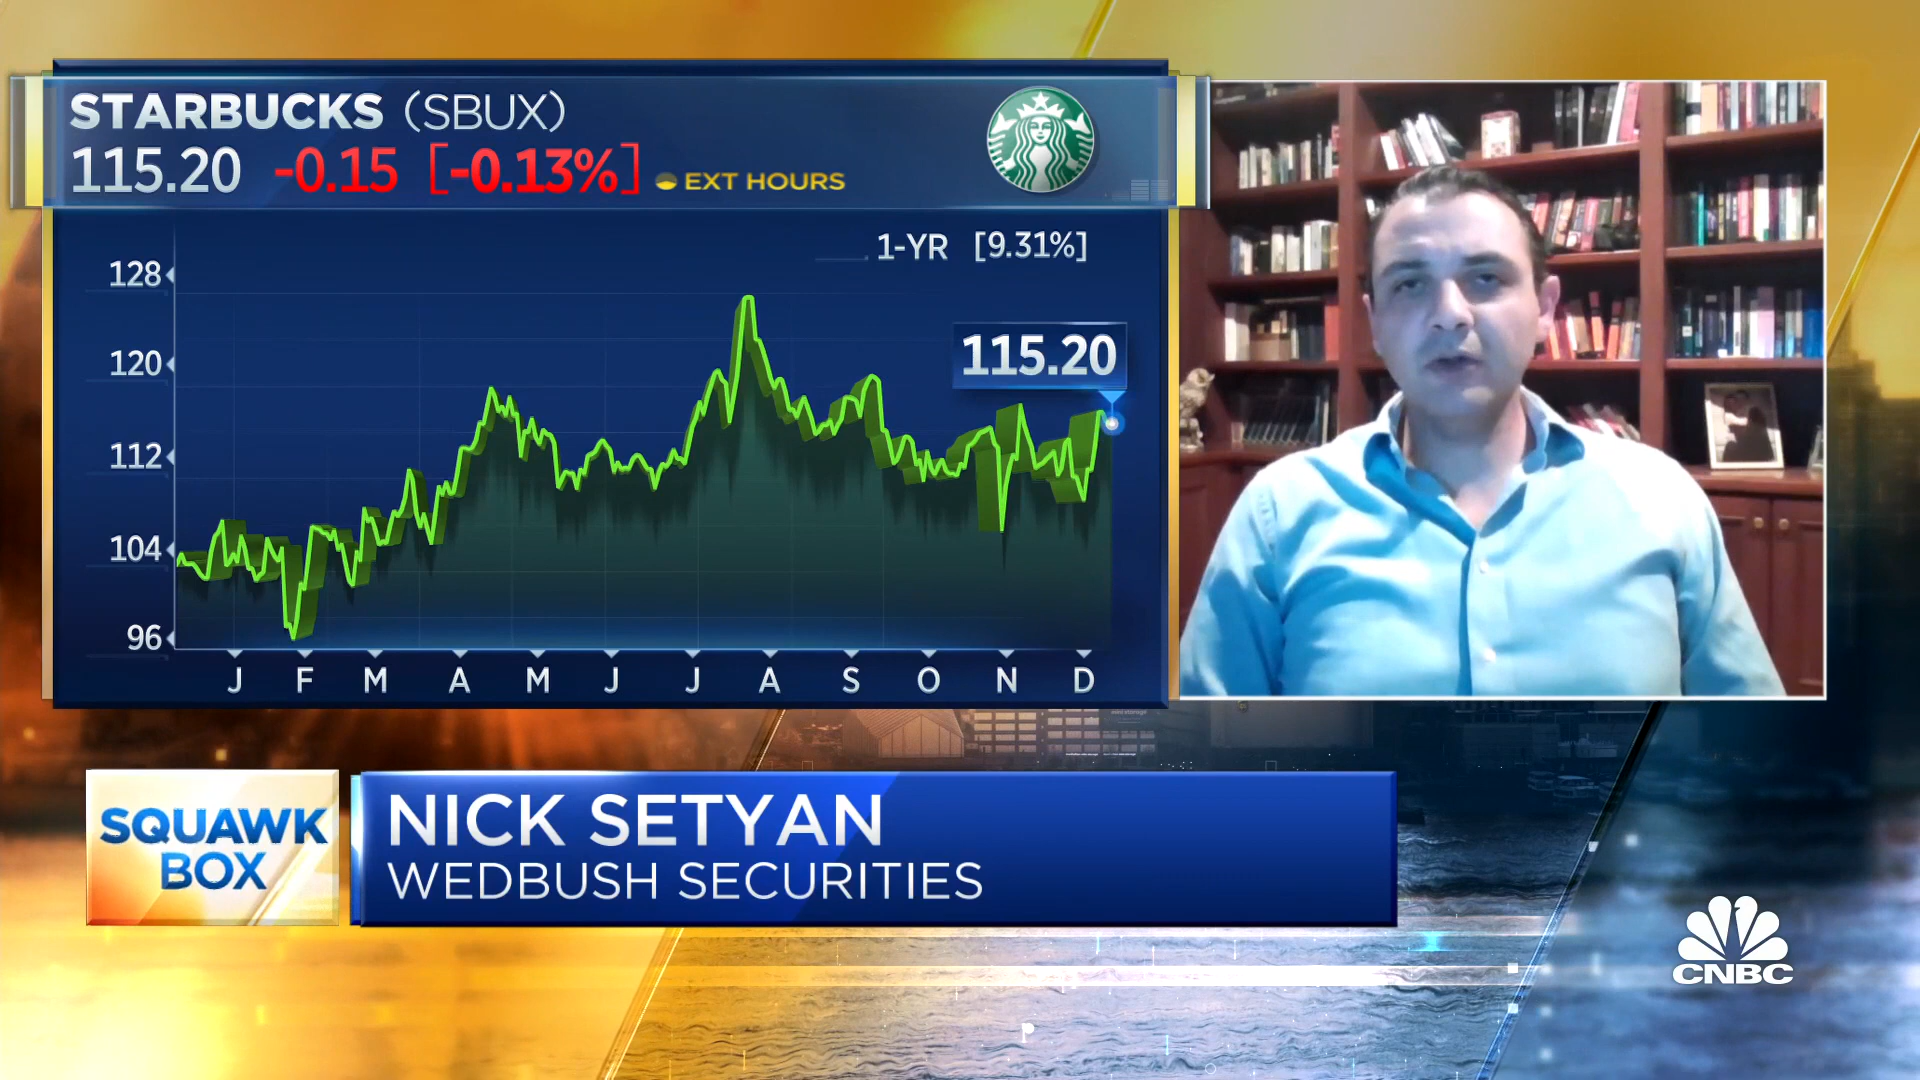 STARBUCKS (SBUX)
115.20 -0.15 [-0.13%] EXT HOURS
1-YR [9.31%]
128
120
112
104
96
115.20
J F M A M J J A S O N D
SQUAWK
BOX
NICK SETYAN
WEDBUSH SECURITIES
CNBC